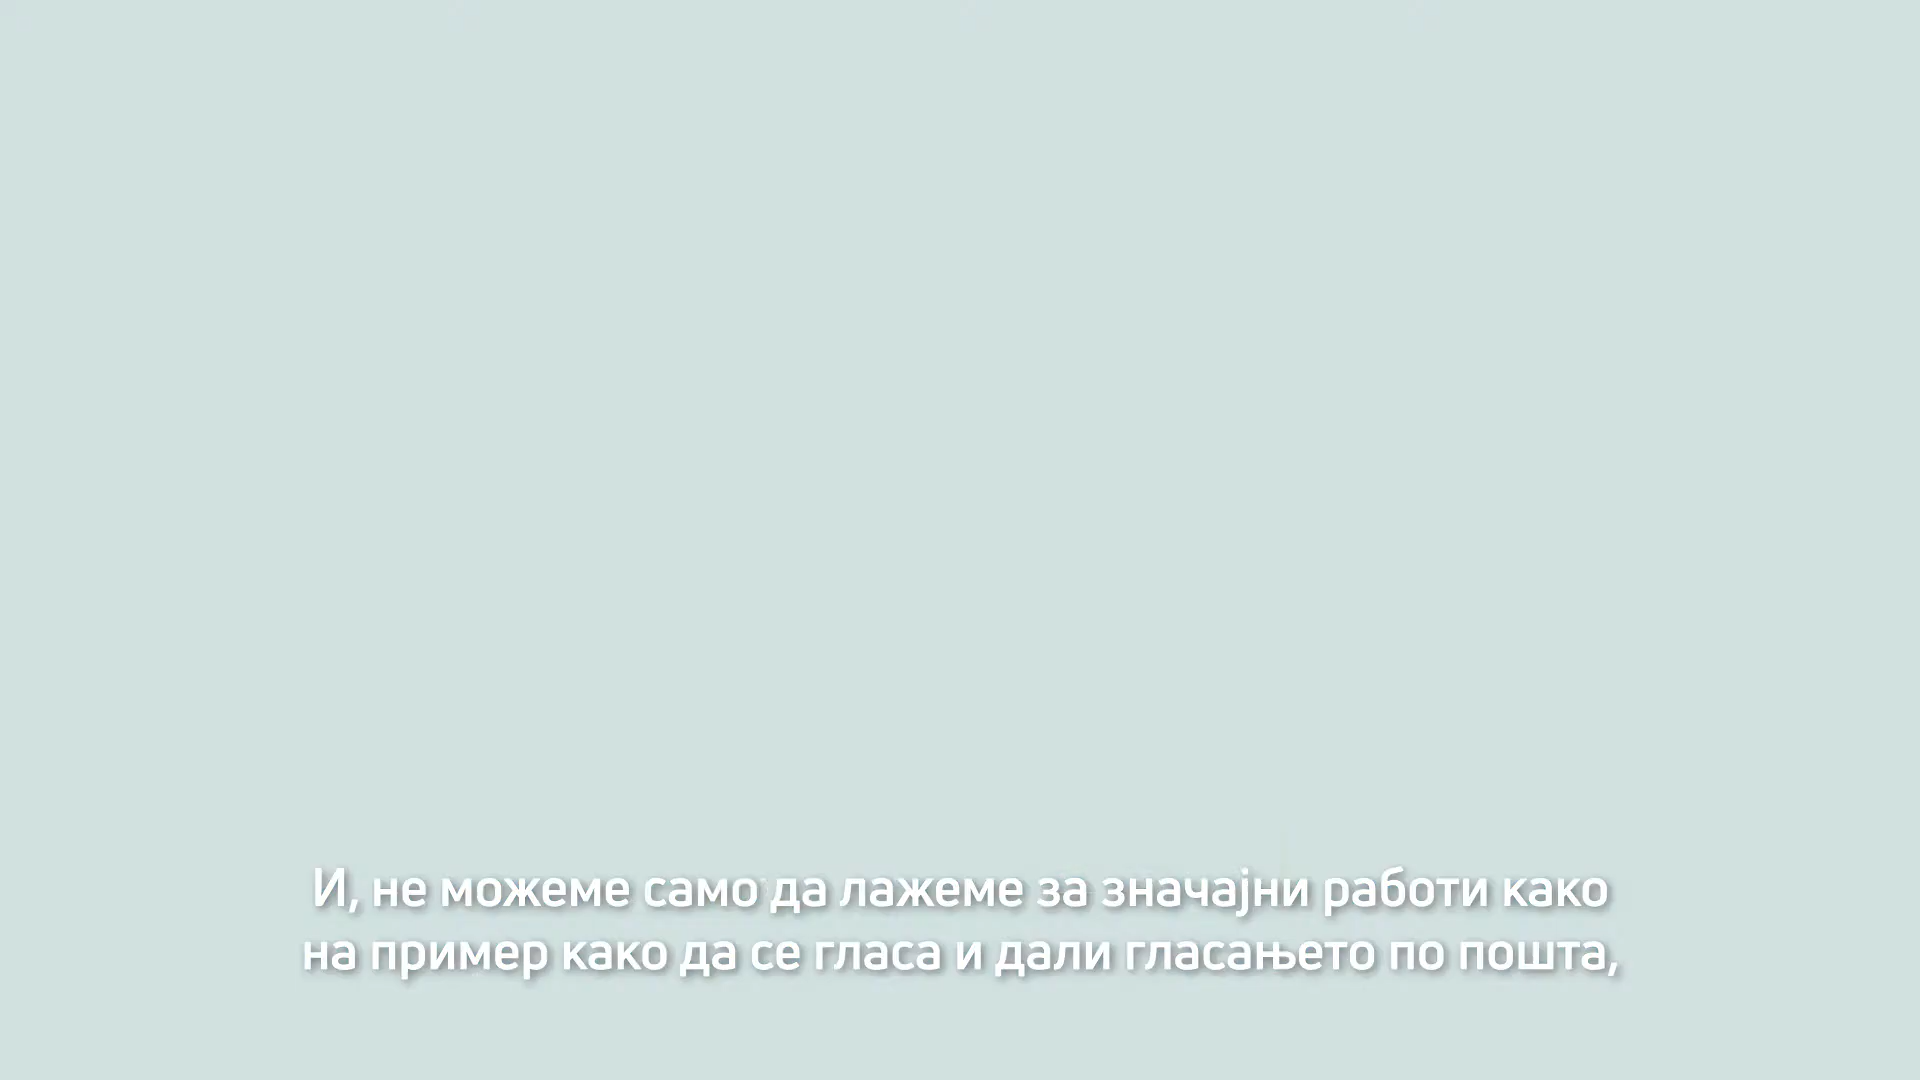 И, не можеме само да лажеме за значајни работи како
на пример како да се гласа и дали гласањето по пошта,